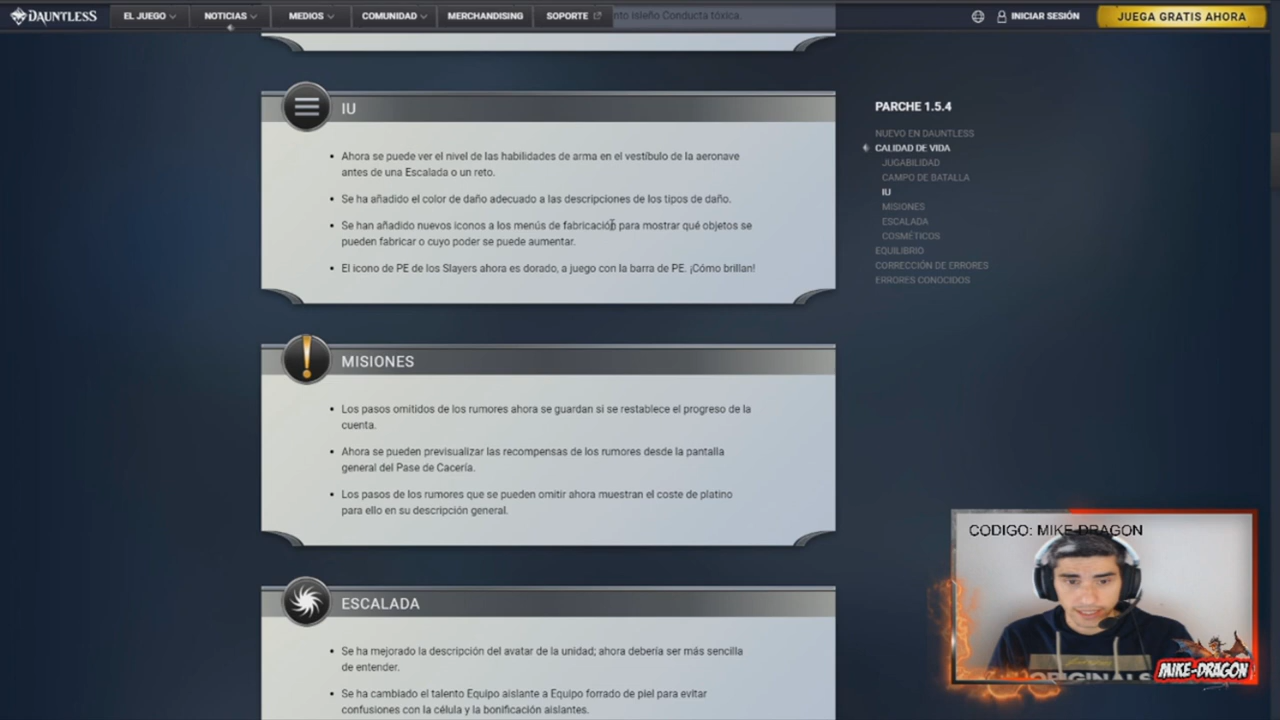 DAUNTLESS
EL JUEGO
NOTICIAS
MEDIOS
COMUNIDAD
MERCHANDISING
SOPORTE
nto isleño Conducta tóxica.
INICIAR SESIÓN
JUEGA GRATIS AHORA
IU
Ahora se puede ver el nivel de las habilidades de arma en el vestíbulo de la aeronave
antes de una Escalada o un reto.
Se ha añadido el color de daño adecuado a las descripciones de los tipos de daño.
Se han añadido nuevos iconos a los menús de fabricación para mostrar qué objetos se
pueden fabricar o cuyo poder se puede aumentar.
El icono de PE de los Slayers ahora es dorado, a juego con la barra de PE. ¡Cómo brillan!
MISIONES
Los pasos omitidos de los rumores ahora se guardan si se restablece el progreso de la
cuenta.
Ahora se pueden previsualizar las recompensas de los rumores desde la pantalla
general del Pase de Cacería.
Los pasos de los rumores que se pueden omitir ahora muestran el coste de platino
para ello en su descripción general.
ESCALADA
Se ha mejorado la descripción del avatar de la unidad; ahora debería ser más sencilla
de entender.
Se ha cambiado el talento Equipo aislante a Equipo forrado de piel para evitar
confusiones con la célula y la bonificación aislantes.
PARCHE 1.5.4
NUEVO EN DAUNTLESS
CALIDAD DE VIDA
JUGABILIDAD
CAMPO DE BATALLA
IU
MISIONES
ESCALADA
COSMÉTICOS
EQUILIBRIO
CORRECCIÓN DE ERRORES
ERRORES CONOCIDOS
CODIGO: MIKE-DRAGON
ORIGINALS
MIKE-DRAGON